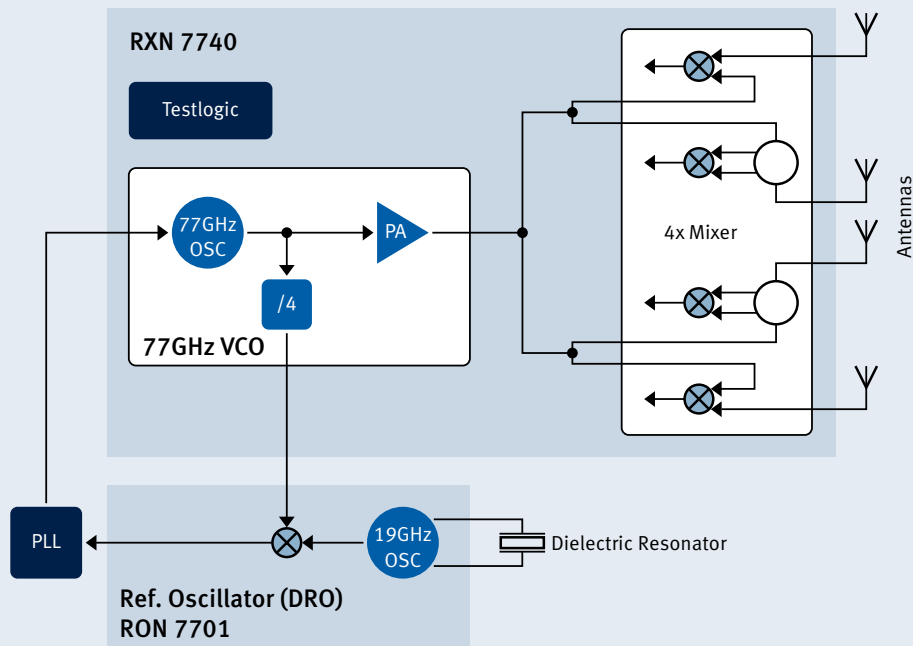 RXN 7740
Testlogic
77GHz
OSC
PA
/4
77GHz VCO
4x Mixer
Antennas
PLL
19GHz
OSC
Dielectric Resonator
Ref. Oscillator (DRO)
RON 7701